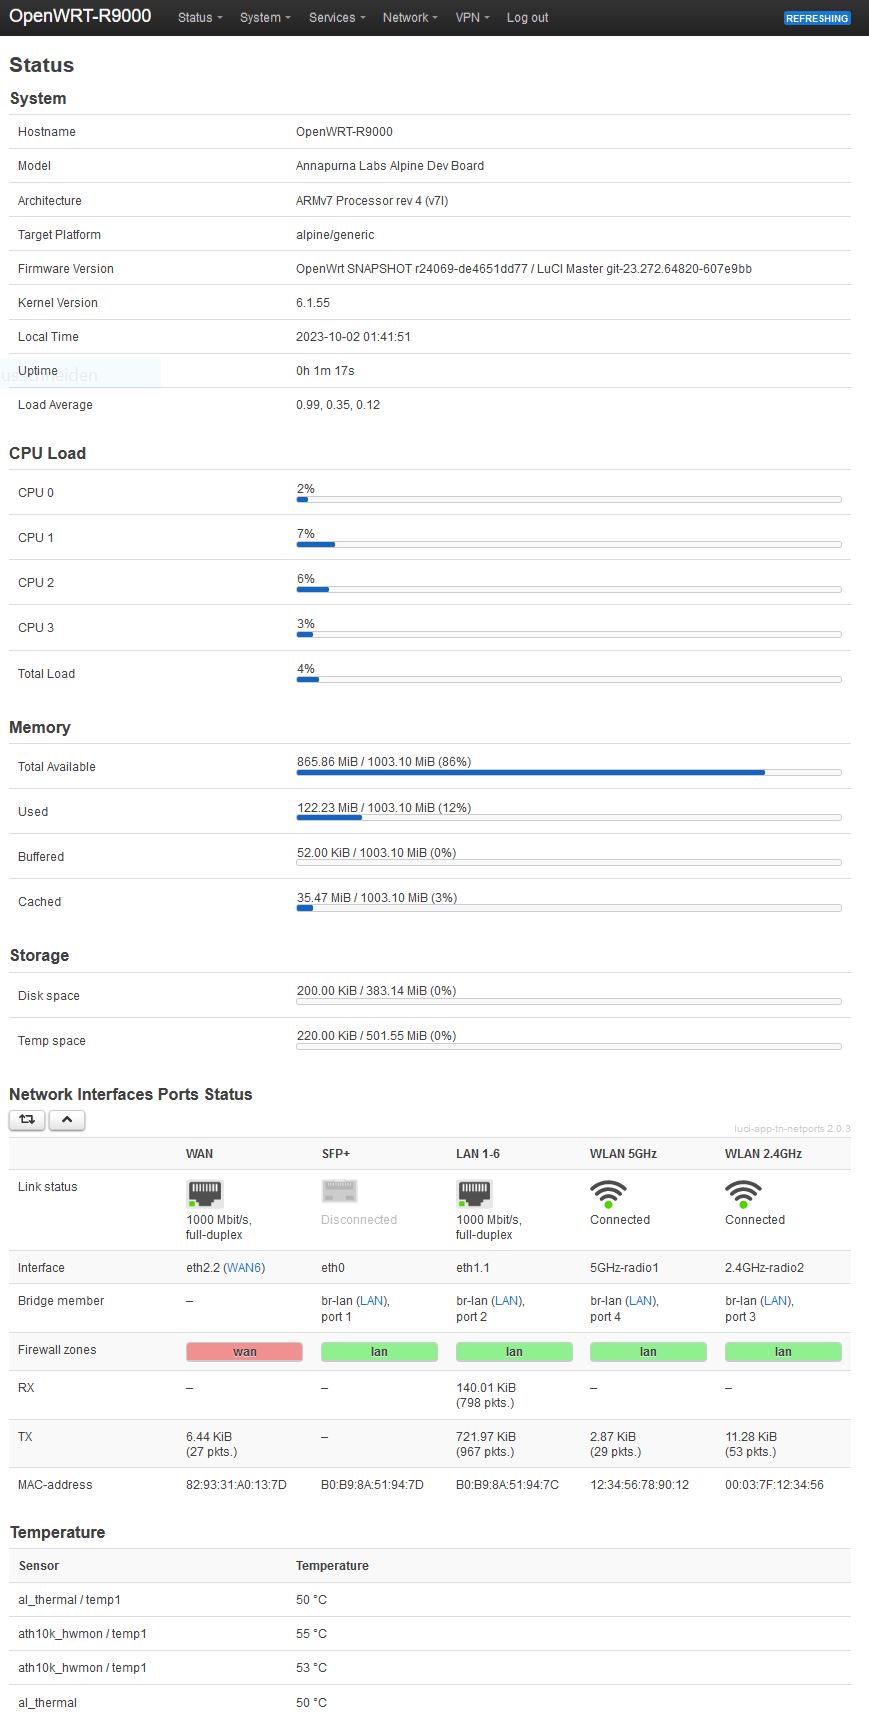 OpenWRT-R9000 Status System Services Network VPN Log out REFRESHING
Status
System
Hostname OpenWRT-R9000
Model Annapurna Labs Alpine Dev Board
Architecture ARMv7 Processor rev 4 (v7l)
Target Platform alpine/generic
Firmware Version OpenWrt SNAPSHOT r24069-de4651dd77 / LuCI Master git-23.272.64820-607e9bb
Kernel Version 6.1.55
Local Time 2023-10-02 01:41:51
Uptime 0h 1m 17s
Load Average 0.99, 0.35, 0.12
CPU Load
CPU 0 2%
CPU 1 7%
CPU 2 6%
CPU 3 3%
Total Load 4%
Memory
Total Available 865.86 MiB / 1003.10 MiB (86%)
Used 122.23 MiB / 1003.10 MiB (12%)
Buffered 52.00 KiB / 1003.10 MiB (0%)
Cached 35.47 MiB / 1003.10 MiB (3%)
Storage
Disk space 200.00 KiB / 383.14 MiB (0%)
Temp space 220.00 KiB / 501.55 MiB (0%)
Network Interfaces Ports Status
luci-app-tn-netports 2.0.3
WAN SFP+ LAN 1-6 WLAN 5GHz WLAN 2.4GHz
Link status
1000 Mbit/s, Disconnected 1000 Mbit/s, Connected Connected
full-duplex full-duplex
Interface eth2.2 (WAN6) eth0 eth1.1 5GHz-radio1 2.4GHz-radio2
Bridge member – br-lan (LAN), br-lan (LAN), br-lan (LAN), br-lan (LAN),
port 1 port 2 port 4 port 3
Firewall zones wan lan lan lan lan
RX – – 140.01 KiB – –
(798 pkts.)
TX 6.44 KiB – 721.97 KiB 2.87 KiB 11.28 KiB
(27 pkts.) (967 pkts.) (29 pkts.) (53 pkts.)
MAC-address 82:93:31:A0:13:7D B0:B9:8A:51:94:7D B0:B9:8A:51:94:7C 12:34:56:78:90:12 00:03:7F:12:34:56
Temperature
Sensor Temperature
al_thermal / temp1 50 °C
ath10k_hwmon / temp1 55 °C
ath10k_hwmon / temp1 53 °C
al_thermal 50 °C